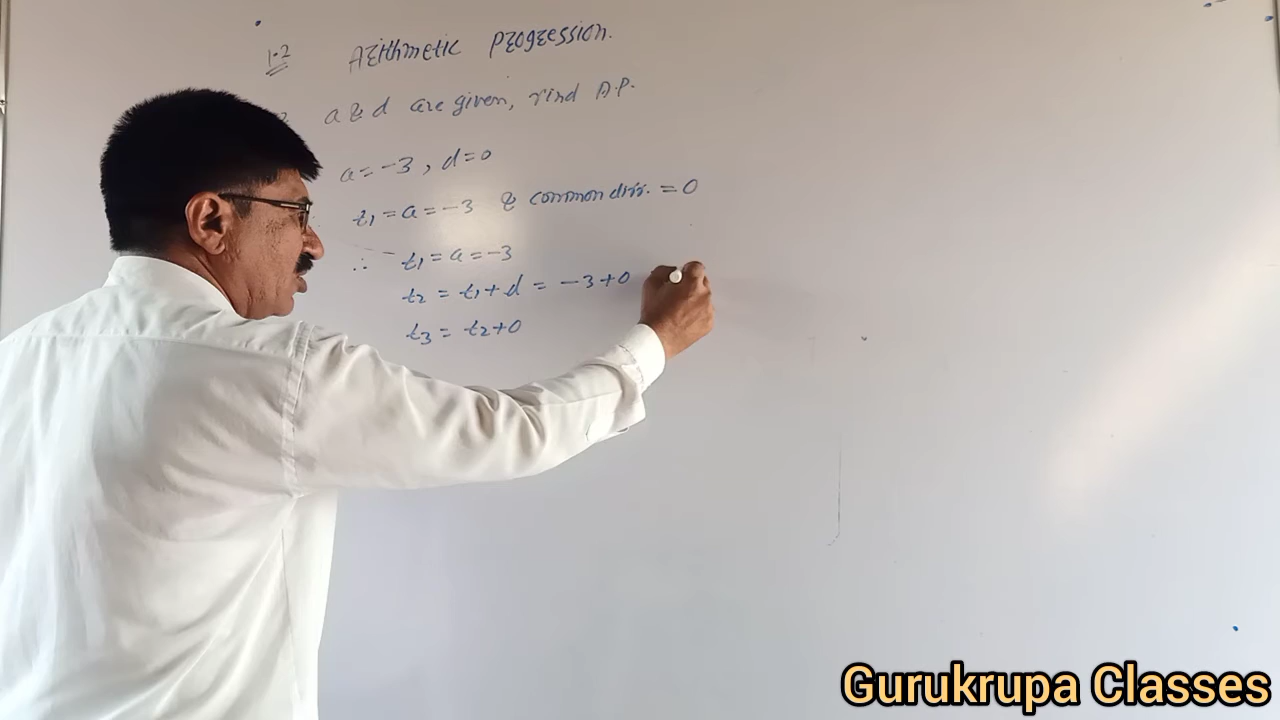 1.2 Arithmetic Progression.
a & d are given, find A.P.
a = -3, d = 0
t1 = a = -3 & common diff. = 0
∴ t1 = a = -3
t2 = t1 + d = -3 + 0
t3 = t2 + 0
Gurukrupa Classes